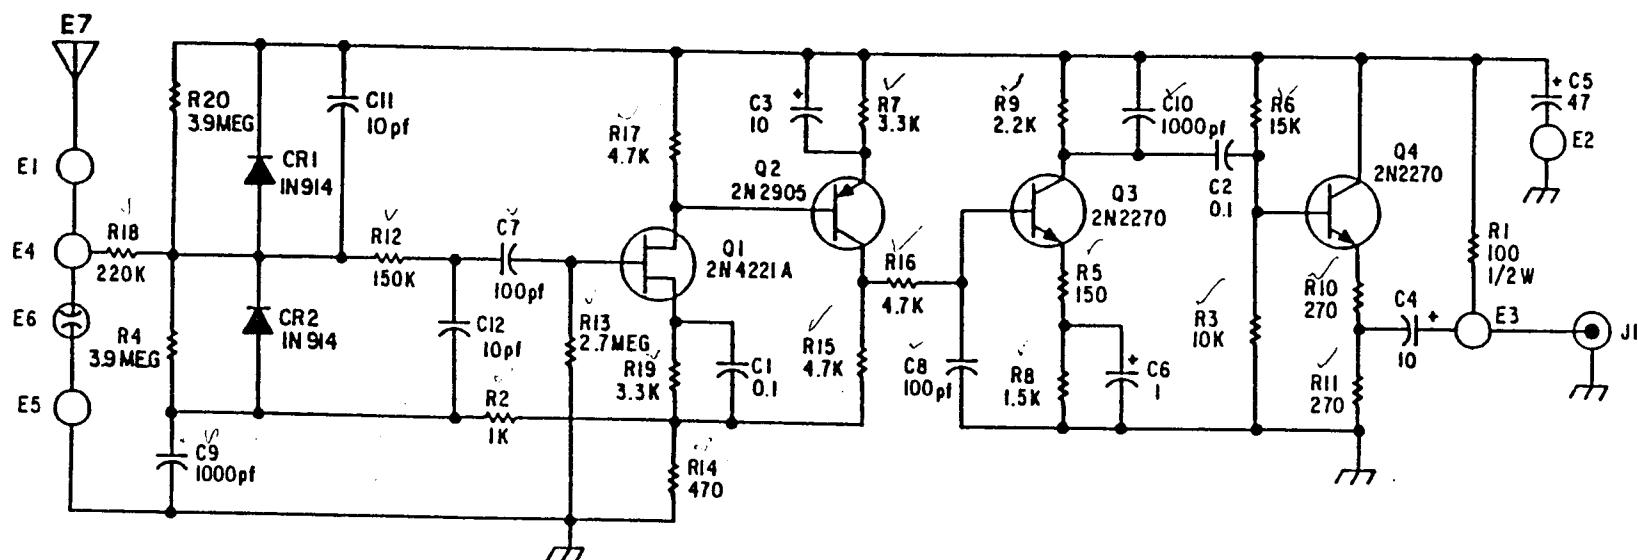 E7
E1
E4
E6
E5
R20
3.9MEG
C11
10pf
CR1
IN914
R18
220K
R12
150K
C7
100pf
R4
3.9MEG
CR2
IN914
C12
10pf
R2
1K
C9
1000pf
R17
4.7K
Q1
2N4221A
R13
2.7MEG
R19
3.3K
C1
0.1
R14
470
C3
10
+
R7
3.3K
Q2
2N2905
R16
4.7K
R15
4.7K
C8
100pf
R9
2.2K
C10
1000pf
Q3
2N2270
R5
150
R8
1.5K
+
C6
1
C2
0.1
R6
15K
R3
10K
Q4
2N2270
R10
270
R11
270
C4
10
+
R1
100
1/2W
E3
+
C5
47
E2
J1